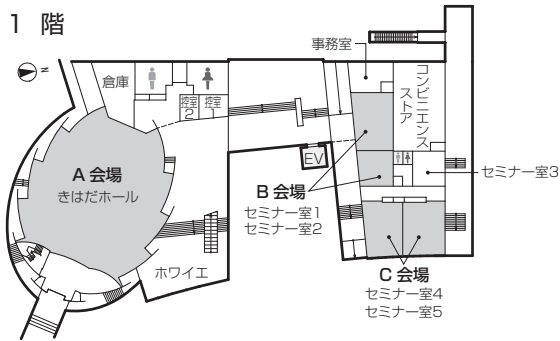 1 階
N
事務室
倉庫
控室2
控室1
コンビニエンス
ストア
A 会場
きはだホール
EV
B 会場
セミナー室1
セミナー室2
セミナー室3
ホワイエ
C 会場
セミナー室4
セミナー室5